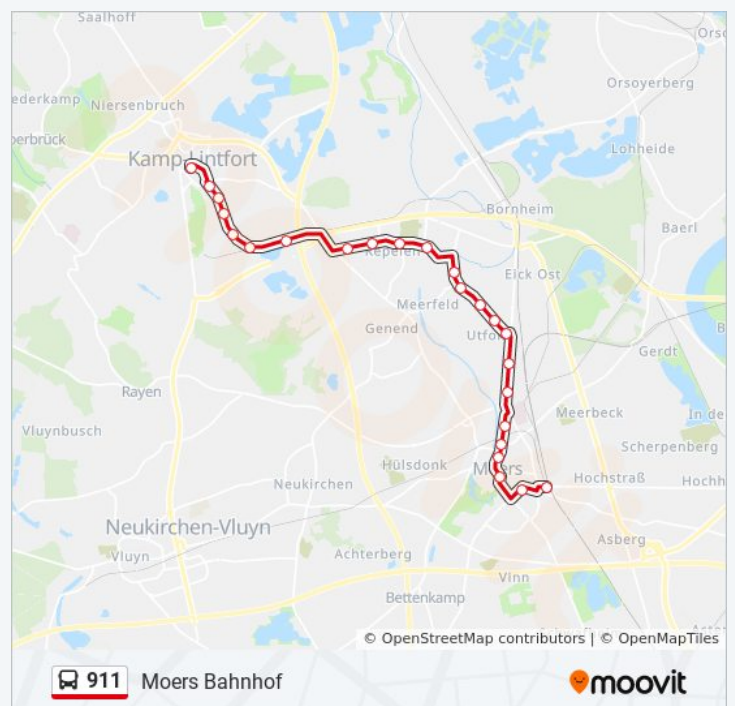 Saalhoff
Orso
Orsoyerberg
ederkamp
Niersenbruch
perbrück
Kamp-Lintfort
Lohheide
Bornheim
Baerl
Repelen
Eick Ost
Meerfeld
Genend
Utfort
B
Gerdt
Rayen
Meerbeck
In de
Vluynbusch
Scherpenberg
Hülsdonk
Moers
Hochstraß
Hochh
Neukirchen
Neukirchen-Vluyn
Asberg
Vluyn
Achterberg
Vinn
Bettenkamp
© OpenStreetMap contributors | © OpenMapTiles
911 Moers Bahnhof
moovit